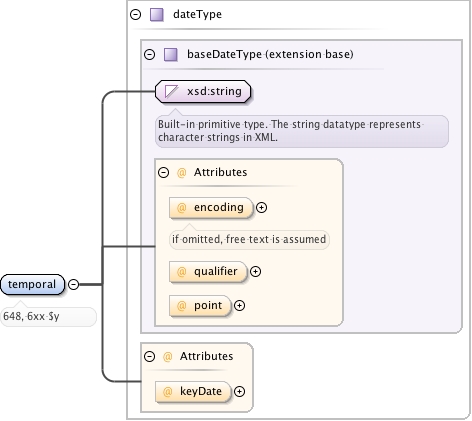 dateType
baseDateType (extension base)
xsd:string
Built-in primitive type. The string datatype represents
character strings in XML.
@ Attributes
@ encoding
if omitted, free text is assumed
@ qualifier
@ point
temporal
648, 6xx $y
@ Attributes
@ keyDate